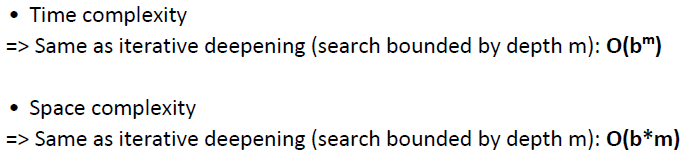 • Time complexity
=> Same as iterative deepening (search bounded by depth m): O(bᵐ)
• Space complexity
=> Same as iterative deepening (search bounded by depth m): O(b*m)